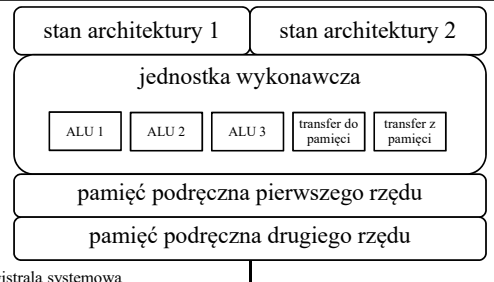 stan architektury 1 stan architektury 2
jednostka wykonawcza
ALU 1 ALU 2 ALU 3 transfer do pamięci transfer z pamięci
pamięć podręczna pierwszego rzędu
pamięć podręczna drugiego rzędu
systemowa